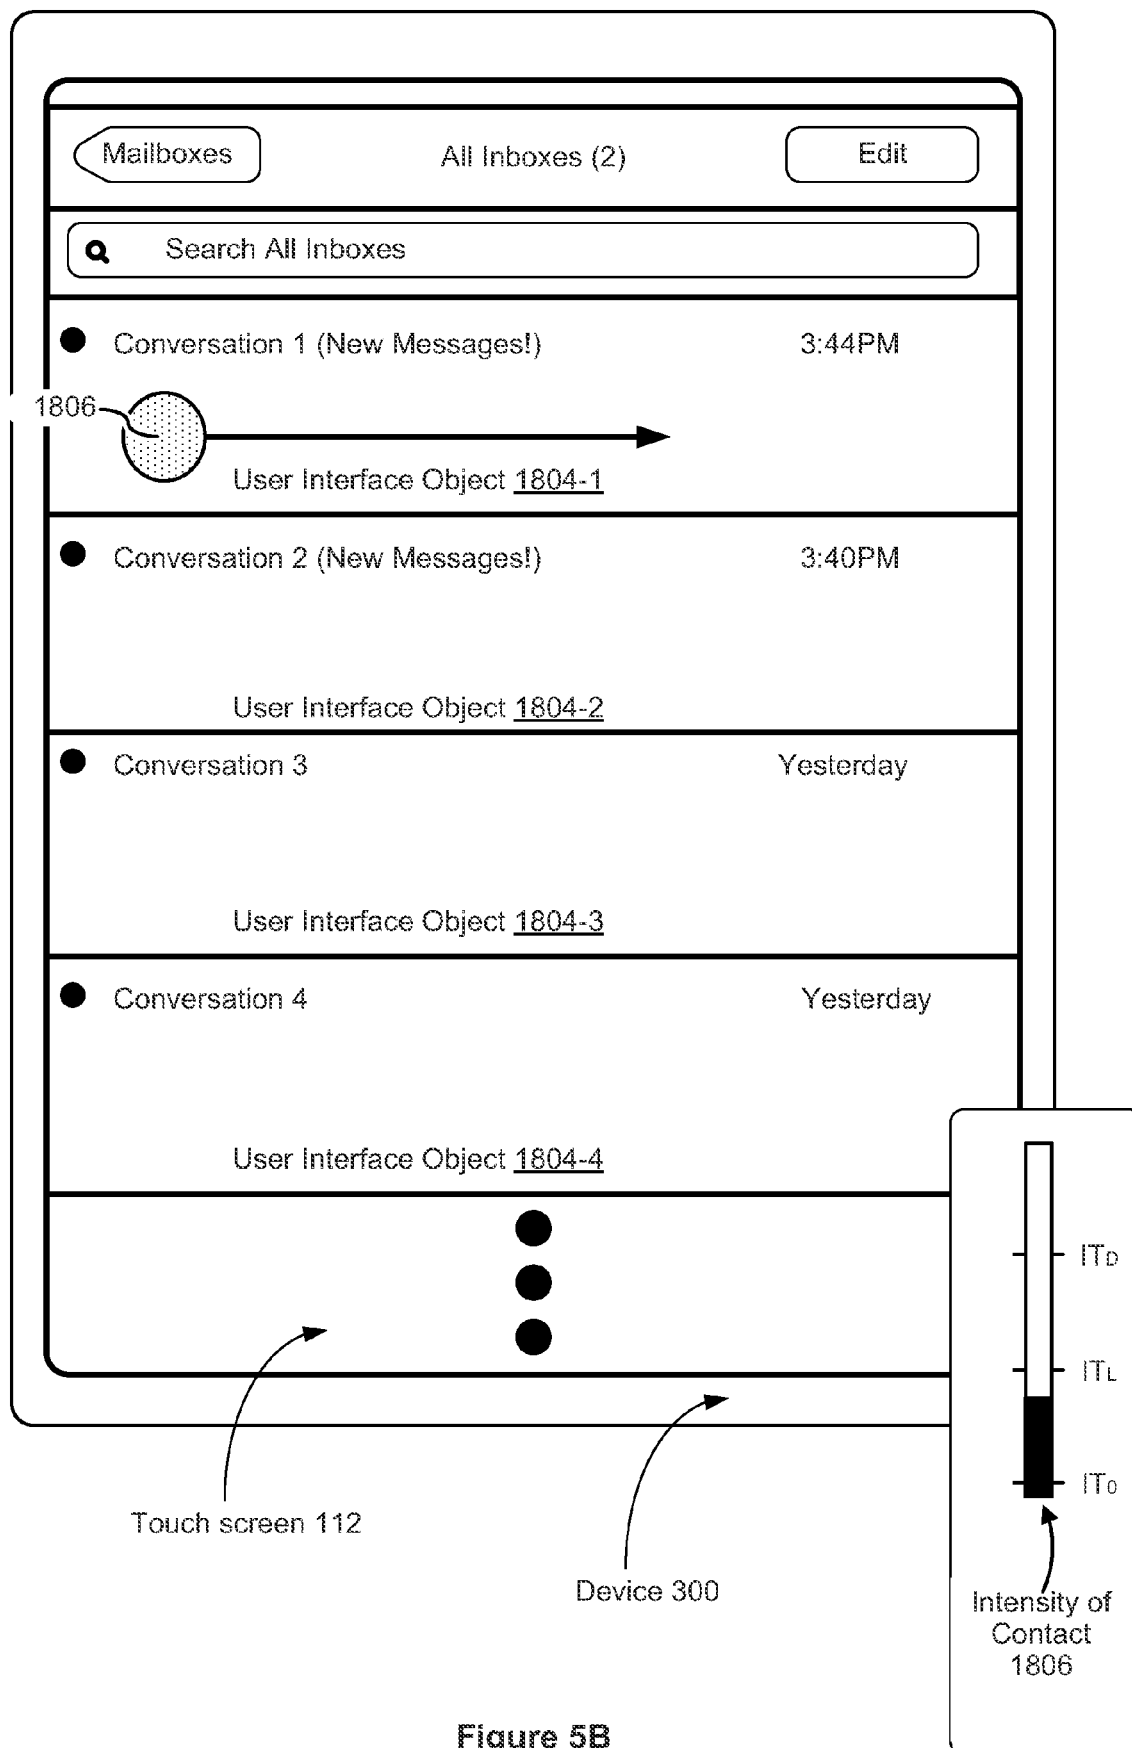 Mailboxes
All Inboxes (2)
Edit
Search All Inboxes
Conversation 1 (New Messages!)
3:44PM
1806
User Interface Object 1804-1
Conversation 2 (New Messages!)
3:40PM
User Interface Object 1804-2
Conversation 3
Yesterday
User Interface Object 1804-3
Conversation 4
Yesterday
User Interface Object 1804-4
ITD
ITL
IT0
Touch screen 112
Device 300
Intensity of
Contact
1806
Figure 5B